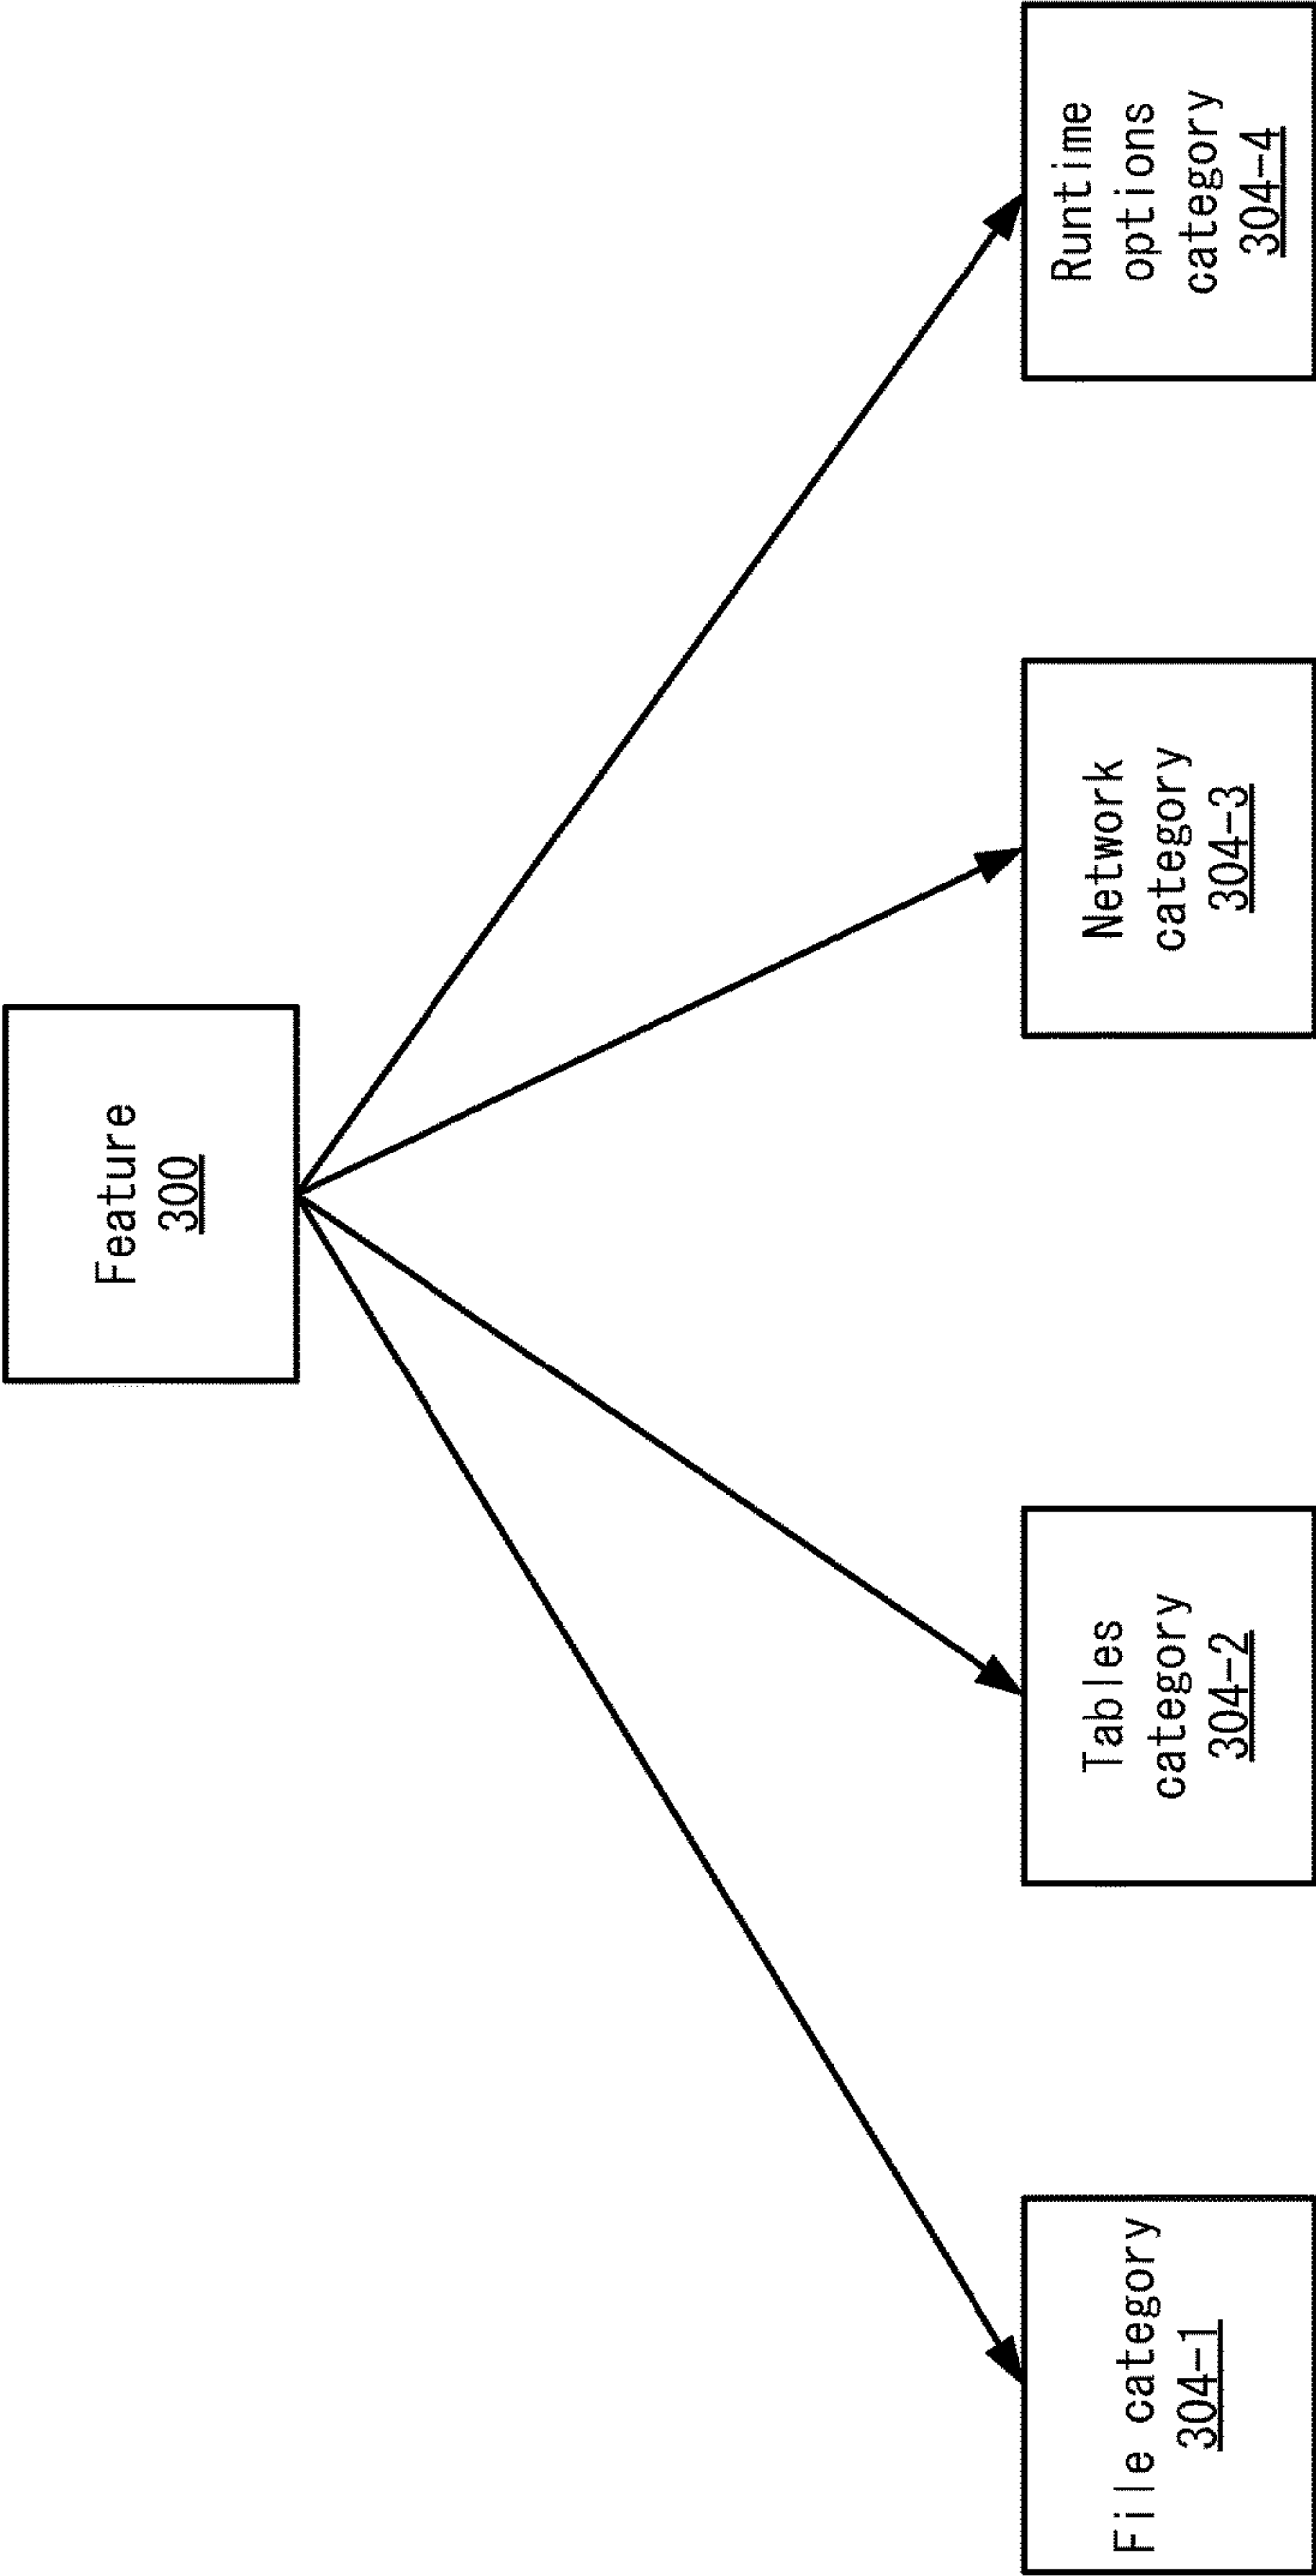 Feature
300
File category
304-1
Tables
category
304-2
Network
category
304-3
Runtime
options
category
304-4